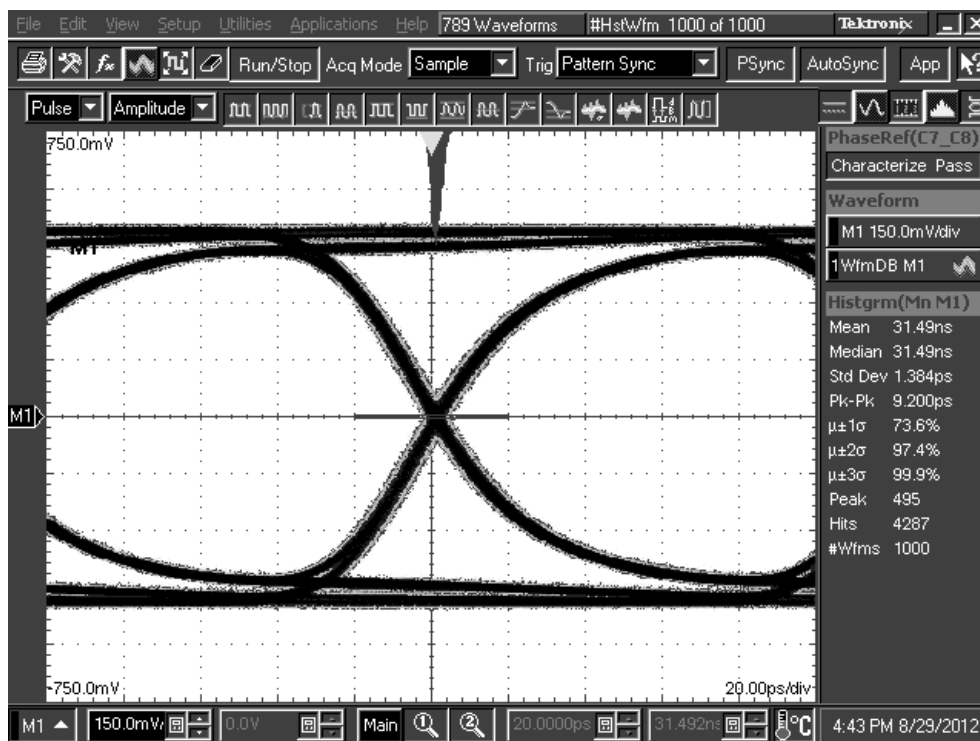 File Edit View Setup Utilities Applications Help 789 Waveforms #HstWfm 1000 of 1000 Tektronix
Run/Stop Acq Mode Sample Trig Pattern Sync PSync AutoSync App
Pulse Amplitude
750.0mV
M1
-750.0mV
20.00ps/div
M1
PhaseRef(C7_C8)
Characterize Pass
Waveform
M1 150.0mV/div
1WfmDB M1
Histgrm(Mn M1)
Mean 31.49ns
Median 31.49ns
Std Dev 1.384ps
Pk-Pk 9.200ps
µ±1σ 73.6%
µ±2σ 97.4%
µ±3σ 99.9%
Peak 495
Hits 4287
#Wfms 1000
M1 150.0mV/ 0.0V Main 1 2 20.0000ps 31.492n °C 4:43 PM 8/29/2012